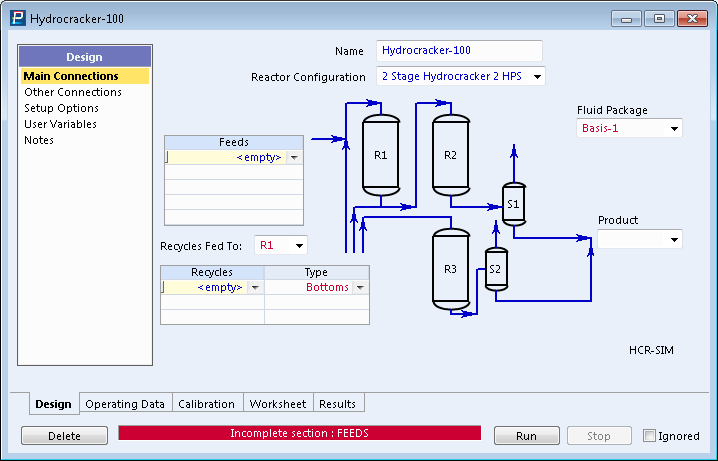 Hydrocracker-100
Design
Main Connections
Other Connections
Setup Options
User Variables
Notes
Name
Hydrocracker-100
Reactor Configuration
2 Stage Hydrocracker 2 HPS
Fluid Package
Basis-1
Feeds
<empty>
R1
R2
S1
Recycles Fed To:
R1
Product
R3
S2
Recycles
Type
<empty>
Bottoms
HCR-SIM
Design
Operating Data
Calibration
Worksheet
Results
Delete
Incomplete section : FEEDS
Run
Stop
Ignored